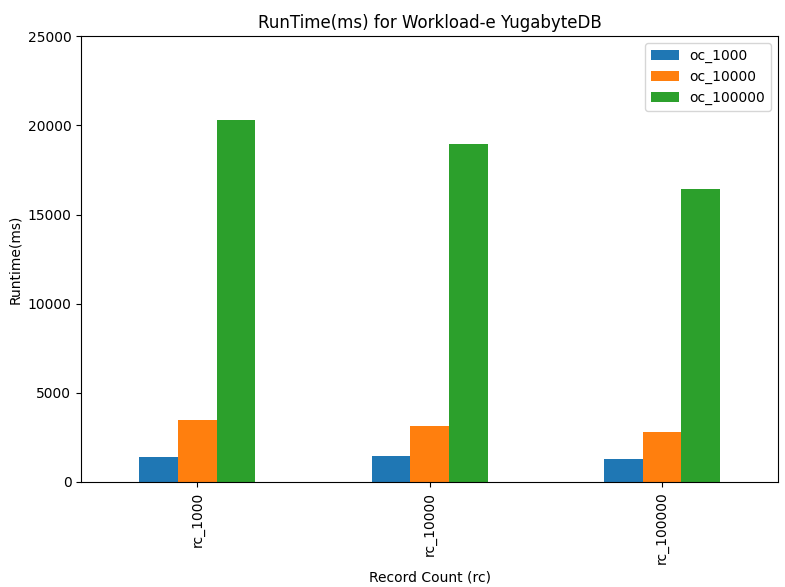 RunTime(ms) for Workload-e YugabyteDB
25000
20000
15000
10000
5000
0
Runtime(ms)
oc_1000
oc_10000
oc_100000
rc_1000
rc_10000
rc_100000
Record Count (rc)